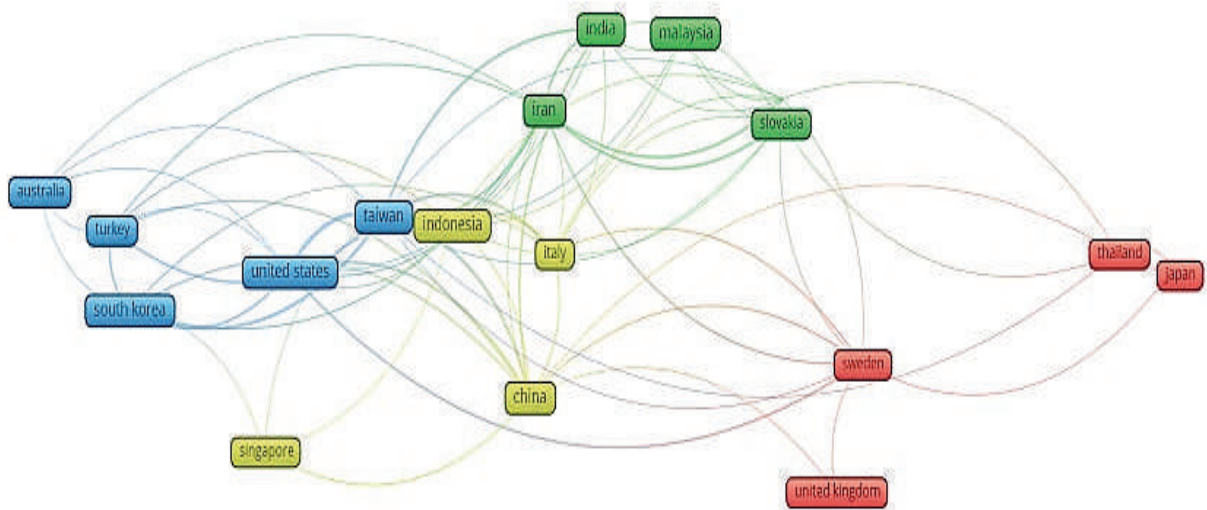 india
malaysia
iran
slovakia
australia
taiwan
indonesia
turkey
italy
thailand
united states
japan
south korea
sweden
china
singapore
united kingdom